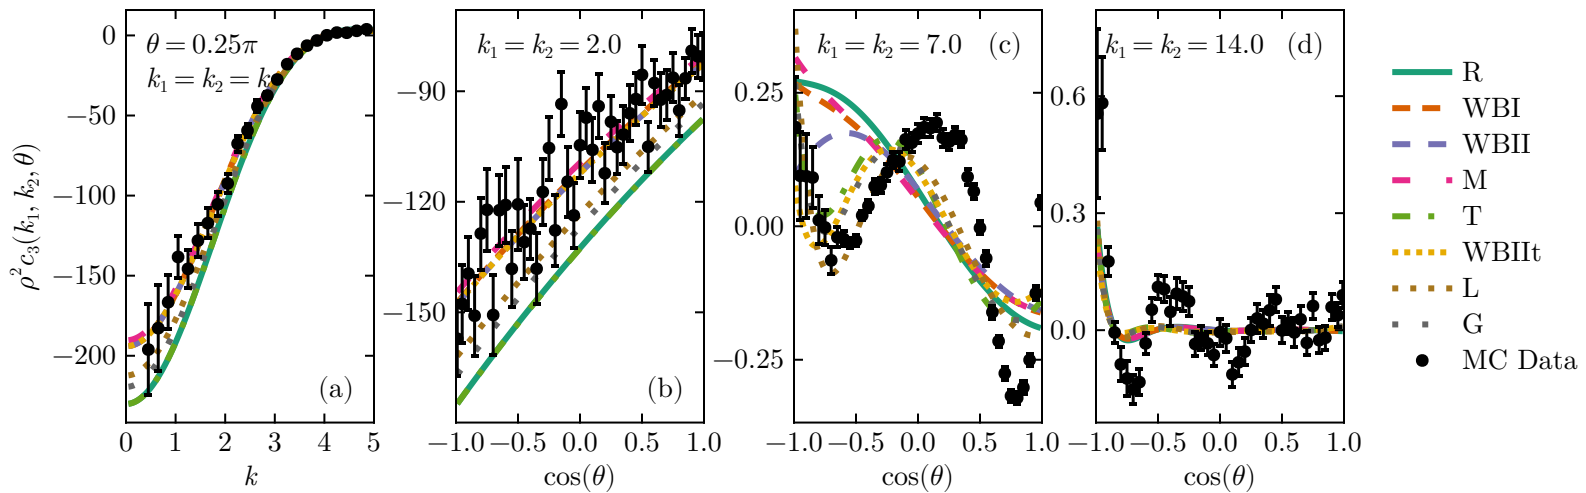 ρ²c₃(k₁, k₂, θ)
0
−50
−100
−150
−200
θ = 0.25π
k₁ = k₂ = k
(a)
0 1 2 3 4 5
k
−90
−120
−150
k₁ = k₂ = 2.0
(b)
−1.0 −0.5 0.0 0.5 1.0
cos(θ)
0.25
0.00
−0.25
k₁ = k₂ = 7.0 (c)
−1.0 −0.5 0.0 0.5 1.0
cos(θ)
0.6
0.3
0.0
k₁ = k₂ = 14.0 (d)
−1.0 −0.5 0.0 0.5 1.0
cos(θ)
R
WBI
WBII
M
T
WBIIt
L
G
MC Data